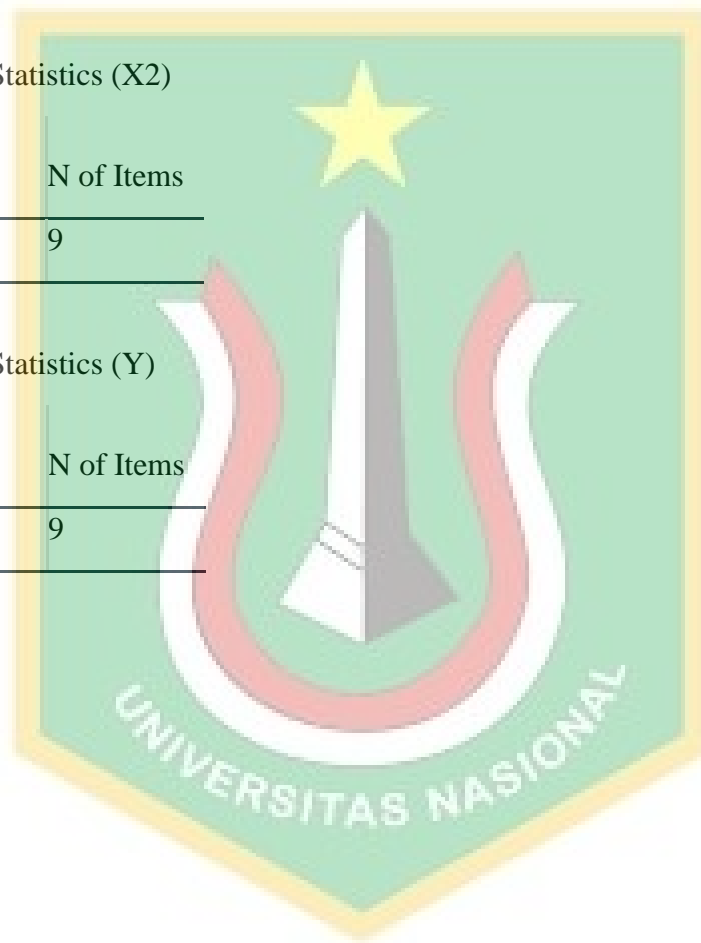 Statistics (X2)
N of Items
9
Statistics (Y)
N of Items
9
UNIVERSITAS NASIONAL